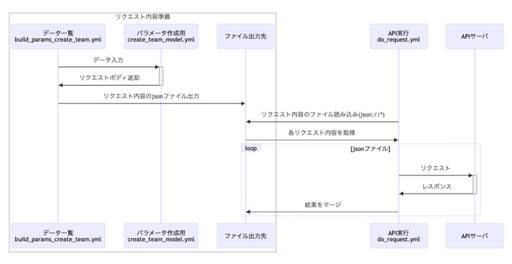 リクエスト内容準備
データ一覧
build_params_create_team.yml
パラメータ作成用
create_team_model.yml
ファイル出力先
API実行
do_request.yml
APIサーバ
データ入力
リクエストボディ返却
リクエスト内容のjsonファイル出力
リクエスト内容のファイル読み込み(json://*)
各リクエスト内容を取得
loop
[jsonファイル]
リクエスト
レスポンス
結果をマージ
データ一覧
build_params_create_team.yml
パラメータ作成用
create_team_model.yml
ファイル出力先
API実行
do_request.yml
APIサーバ